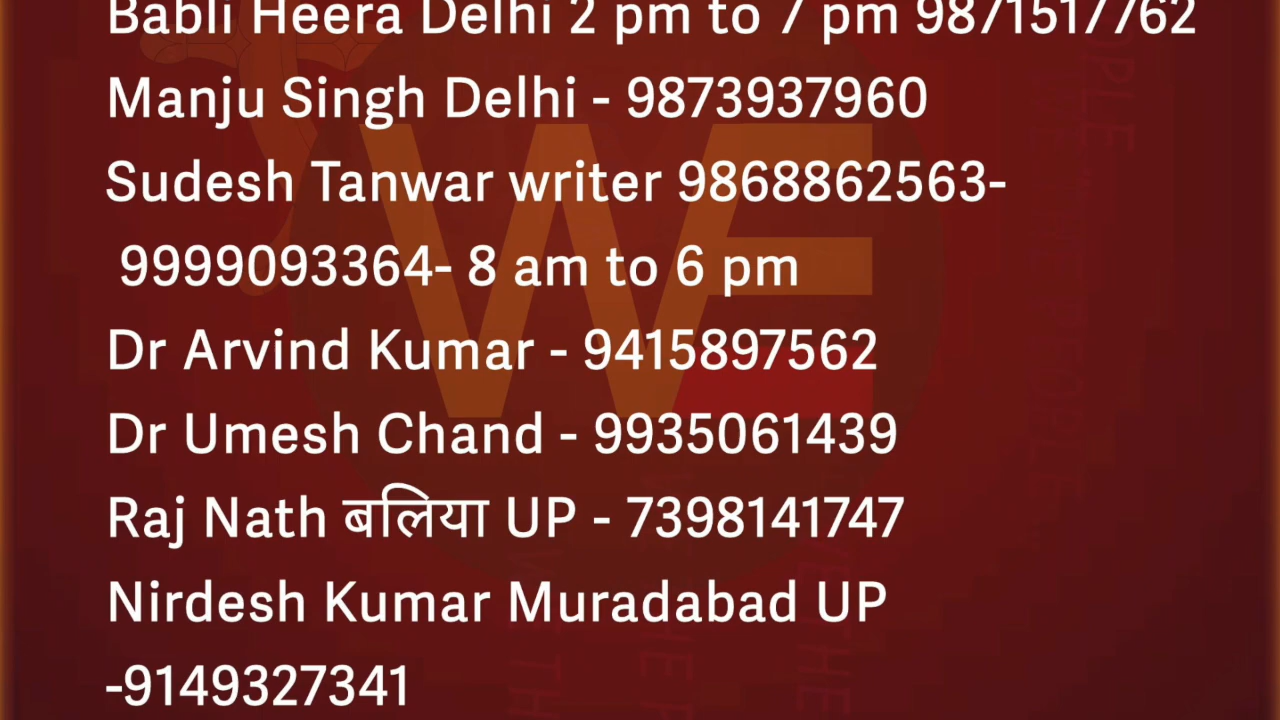 Babli Heera Delhi 2 pm to 7 pm 9871517762
Manju Singh Delhi - 9873937960
Sudesh Tanwar writer 9868862563-
9999093364- 8 am to 6 pm
Dr Arvind Kumar - 9415897562
Dr Umesh Chand - 9935061439
Raj Nath बलिया UP - 7398141747
Nirdesh Kumar Muradabad UP
-9149327341
WE